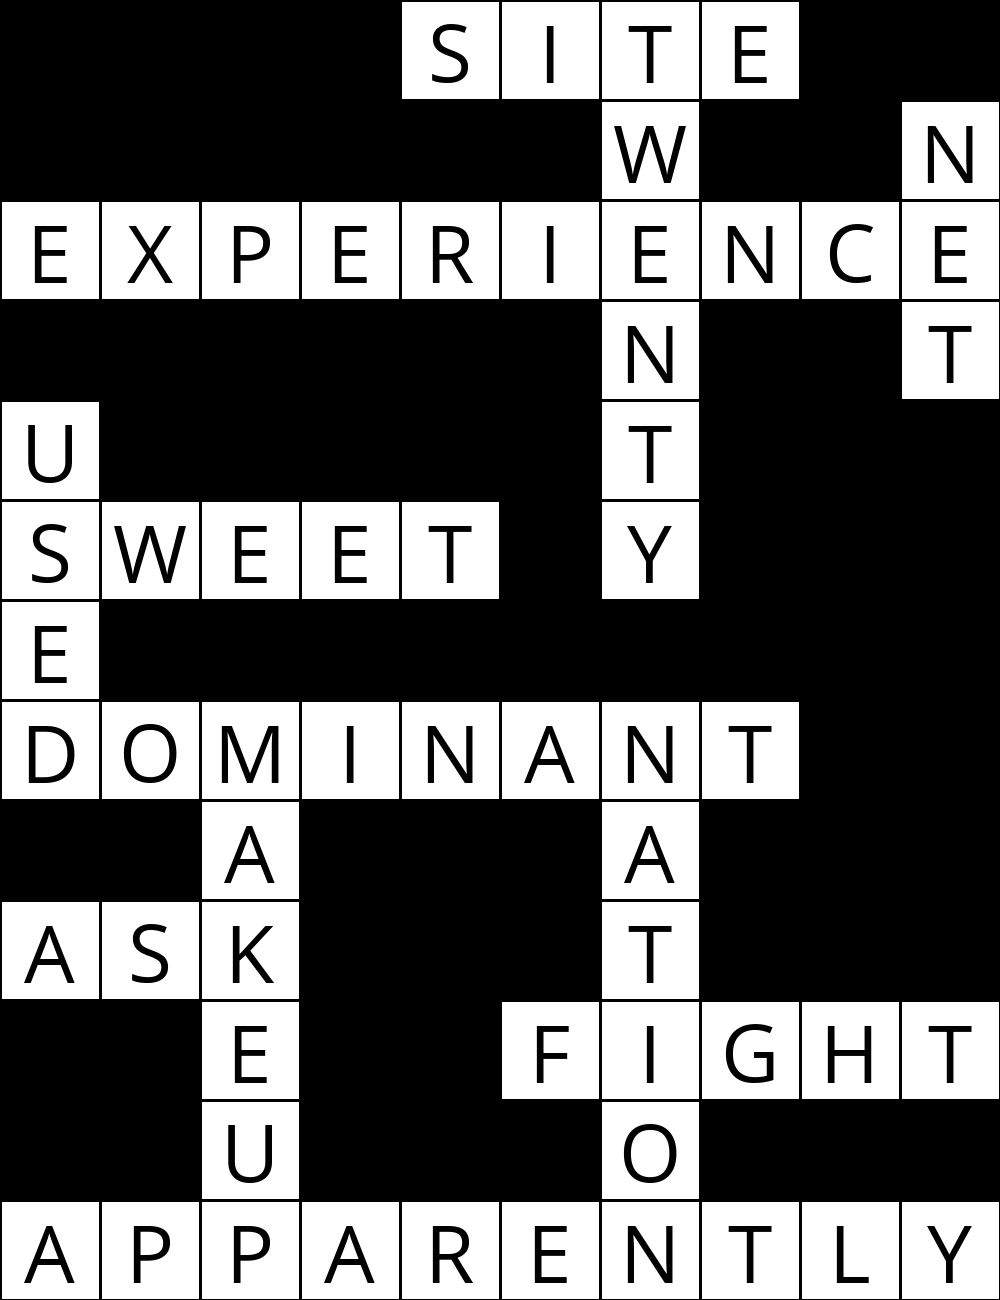 SITE
W N
EXPERIENCE
N T
U T
SWEET Y
E
DOMINANT
A A
ASK T
E FIGHT
U O
APPARENTLY